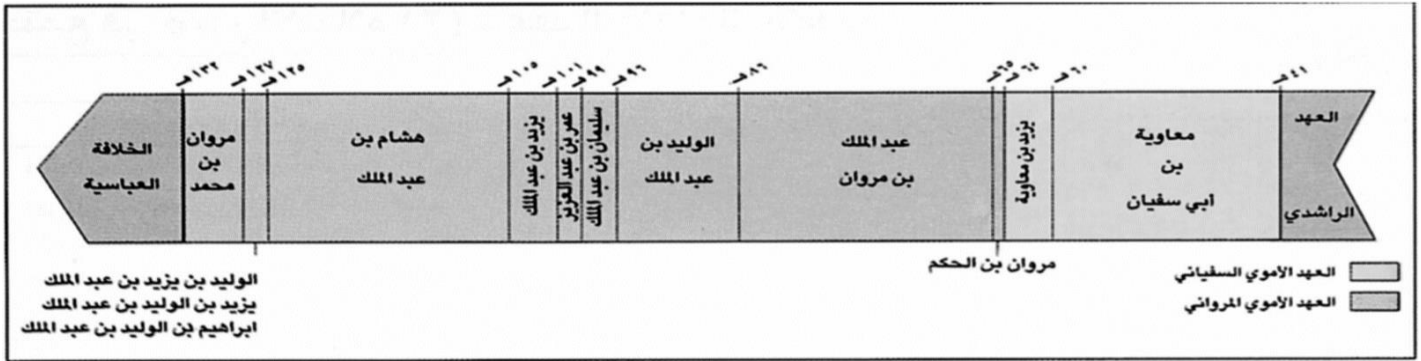 ٤١هـ
٦٠هـ
٦٤هـ
٦٥هـ
٨٦هـ
٩٦هـ
٩٩هـ
١٠١هـ
١٠٥هـ
١٢٥هـ
١٢٧هـ
١٣٢هـ
العهد
الراشدي
معاوية
بن
أبي سفيان
يزيد بن معاوية
عبد الملك
بن مروان
الوليد بن
عبد الملك
سليمان بن عبد الملك
عمر بن عبد العزيز
يزيد بن عبد الملك
هشام بن
عبد الملك
مروان
بن
محمد
الخلافة
العباسية
مروان بن الحكم
الوليد بن يزيد بن عبد الملك
يزيد بن الوليد بن عبد الملك
ابراهيم بن الوليد بن عبد الملك
العهد الأموي السفياني
العهد الأموي المرواني